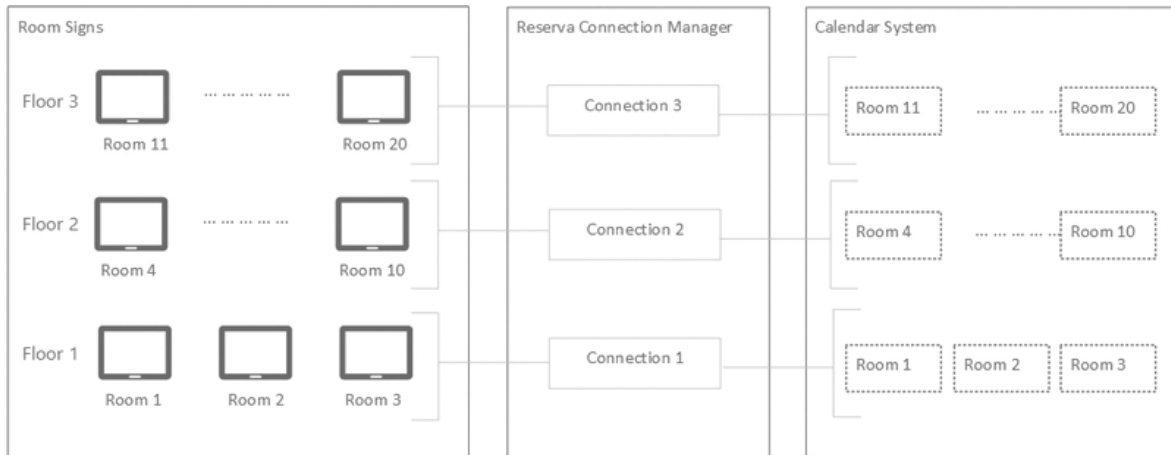 Room Signs
Reserva Connection Manager
Calendar System
Floor 3
... ... ... ... ...
Room 11
Room 20
Connection 3
Room 11
... ... ... ... ...
Room 20
Floor 2
... ... ... ... ...
Room 4
Room 10
Connection 2
Room 4
... ... ... ... ...
Room 10
Floor 1
Room 1
Room 2
Room 3
Connection 1
Room 1
Room 2
Room 3